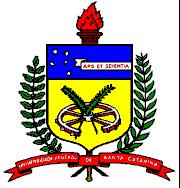 ARS ET SCIENTIA
UNIVERSIDADE FEDERAL DE SANTA CATARINA